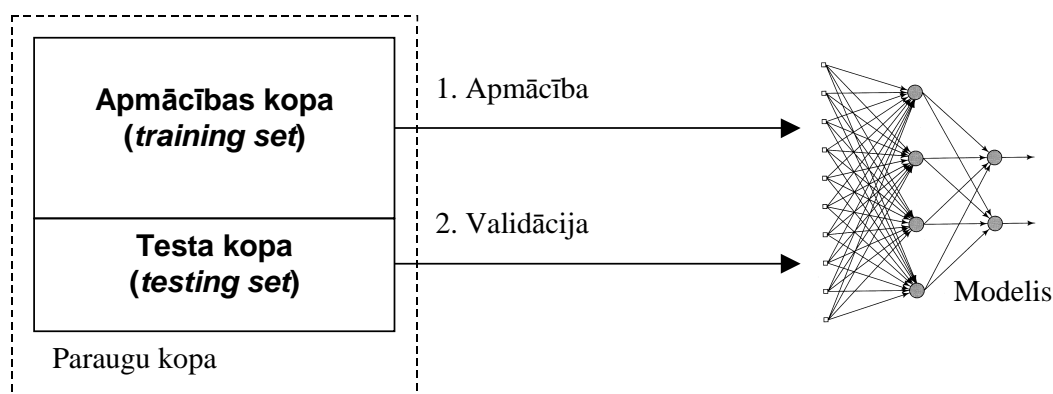 Apmācības kopa
(training set)
1. Apmācība
Testa kopa
(testing set)
2. Validācija
Modelis
Paraugu kopa